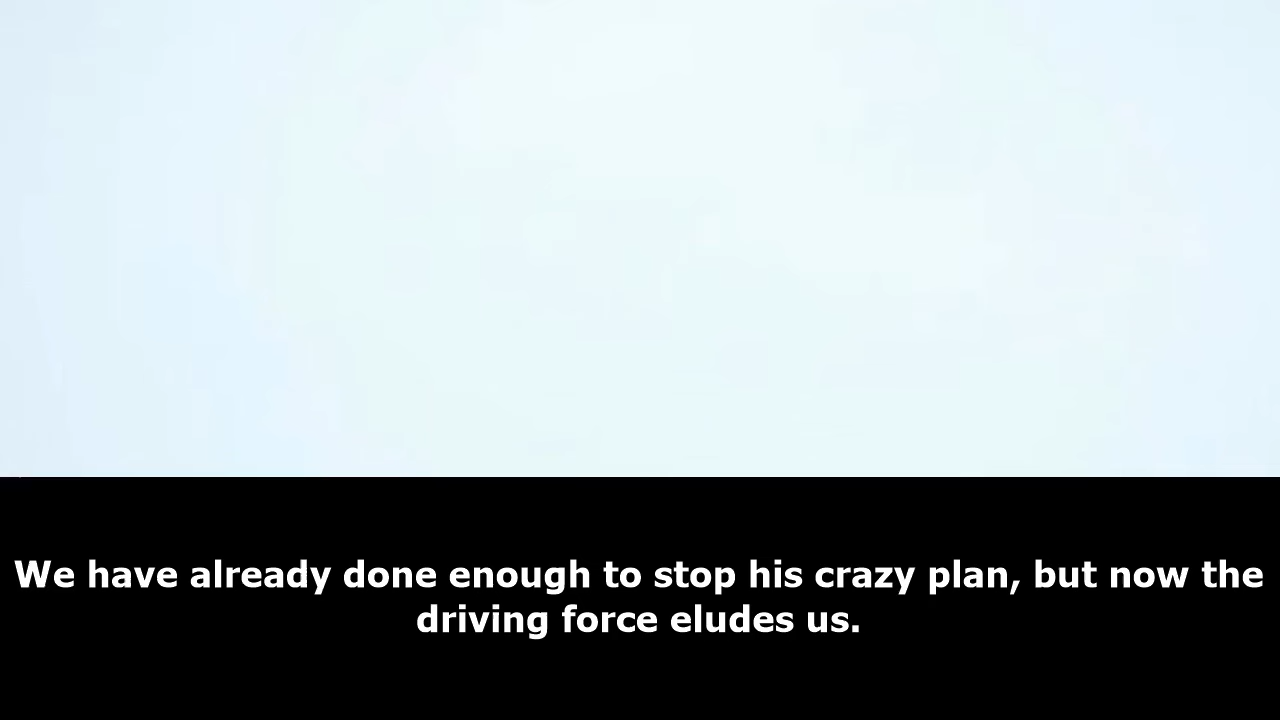 We have already done enough to stop his crazy plan, but now the
driving force eludes us.